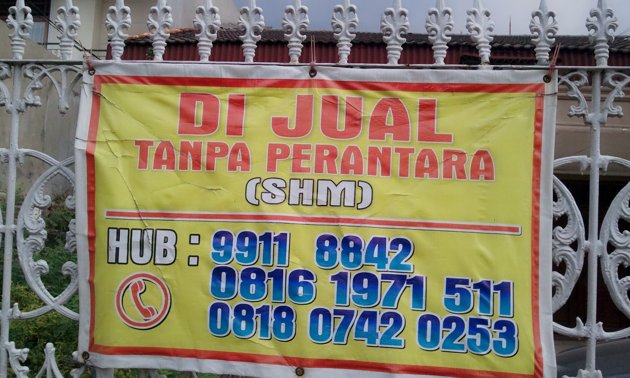 DI JUAL
TANPA PERANTARA
(SHM)
HUB : 9911 8842
0816 1971 511
0818 0742 0253